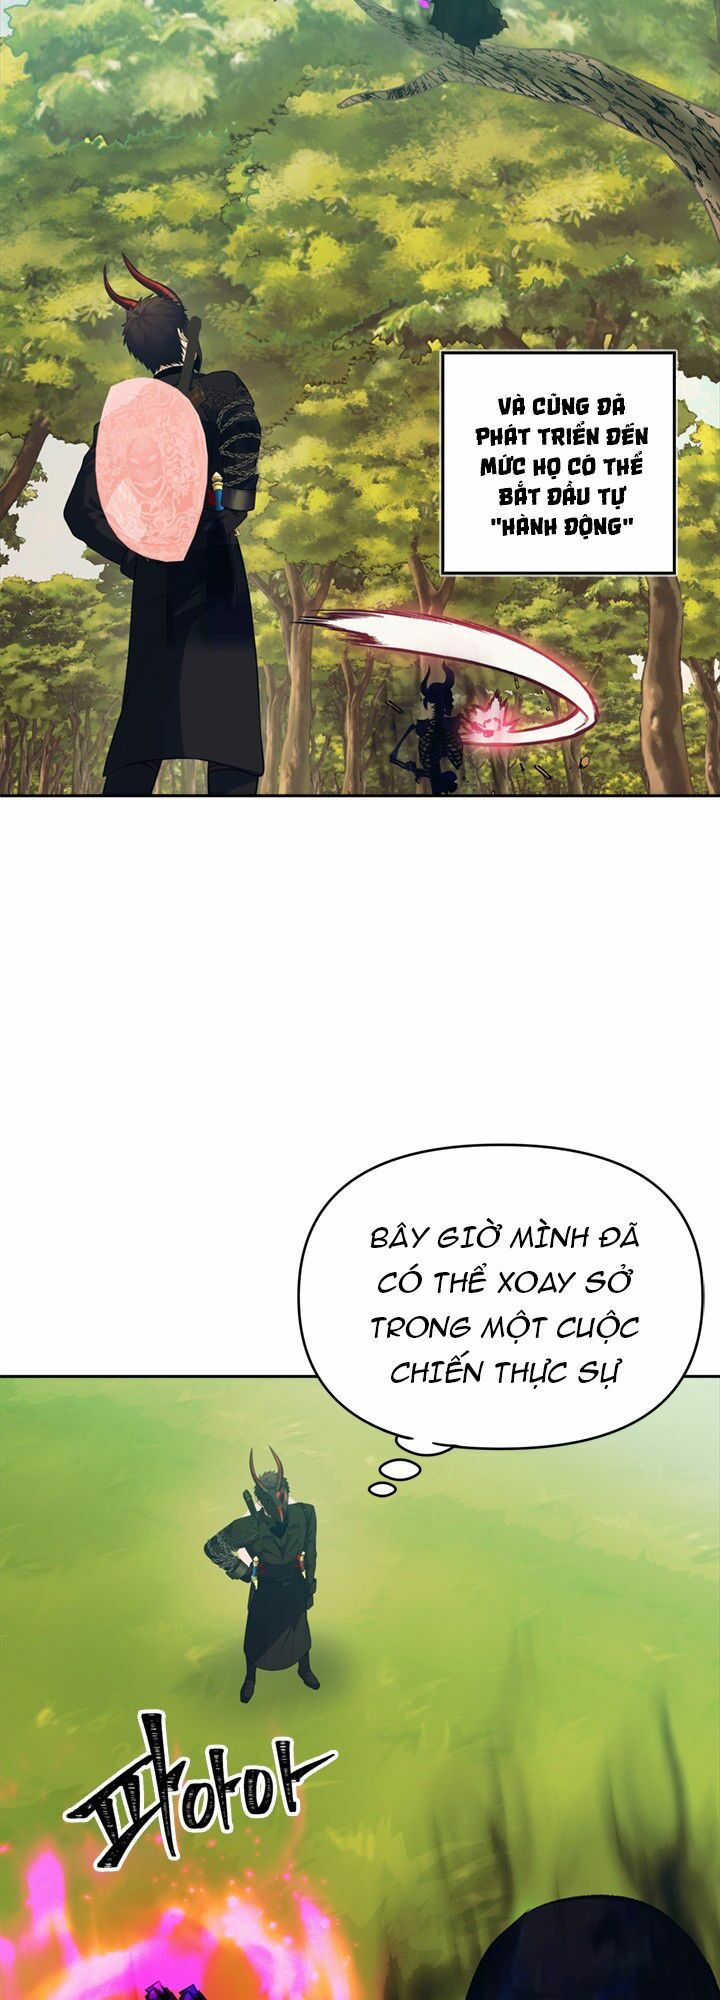 VÀ CŨNG ĐÃ
PHÁT TRIỂN ĐẾN
MỨC HỌ CÓ THỂ
BẮT ĐẦU TỰ
"HÀNH ĐỘNG"
BÂY GIỜ MÌNH ĐÃ
CÓ THỂ XOAY SỞ
TRONG MỘT CUỘC
CHIẾN THỰC SỰ
파아아